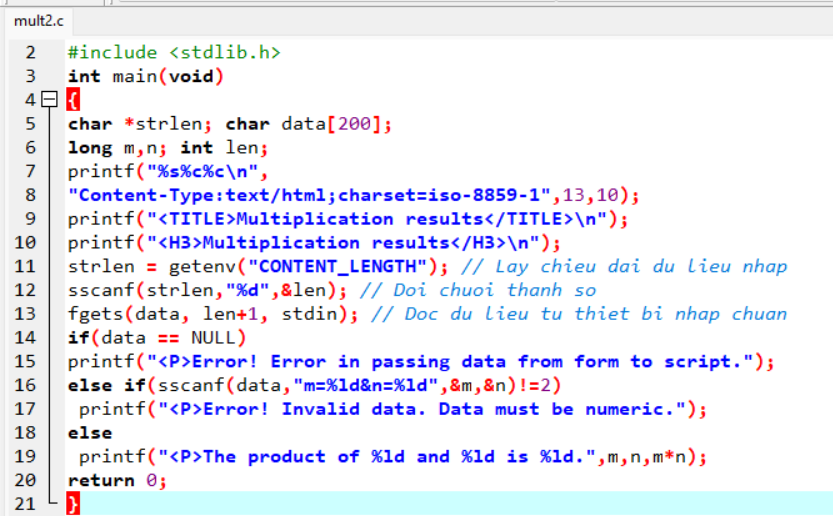 mult2.c
2 #include <stdlib.h>
3 int main(void)
4 {
5 char *strlen; char data[200];
6 long m,n; int len;
7 printf("%s%c%c\n",
8 "Content-Type:text/html;charset=iso-8859-1",13,10);
9 printf("<TITLE>Multiplication results</TITLE>\n");
10 printf("<H3>Multiplication results</H3>\n");
11 strlen = getenv("CONTENT_LENGTH"); // Lay chieu dai du lieu nhap
12 sscanf(strlen,"%d",&len); // Doi chuoi thanh so
13 fgets(data, len+1, stdin); // Doc du lieu tu thiet bi nhap chuan
14 if(data == NULL)
15 printf("<P>Error! Error in passing data from form to script.");
16 else if(sscanf(data,"m=%ld&n=%ld",&m,&n)!=2)
17 printf("<P>Error! Invalid data. Data must be numeric.");
18 else
19 printf("<P>The product of %ld and %ld is %ld.",m,n,m*n);
20 return 0;
21 }